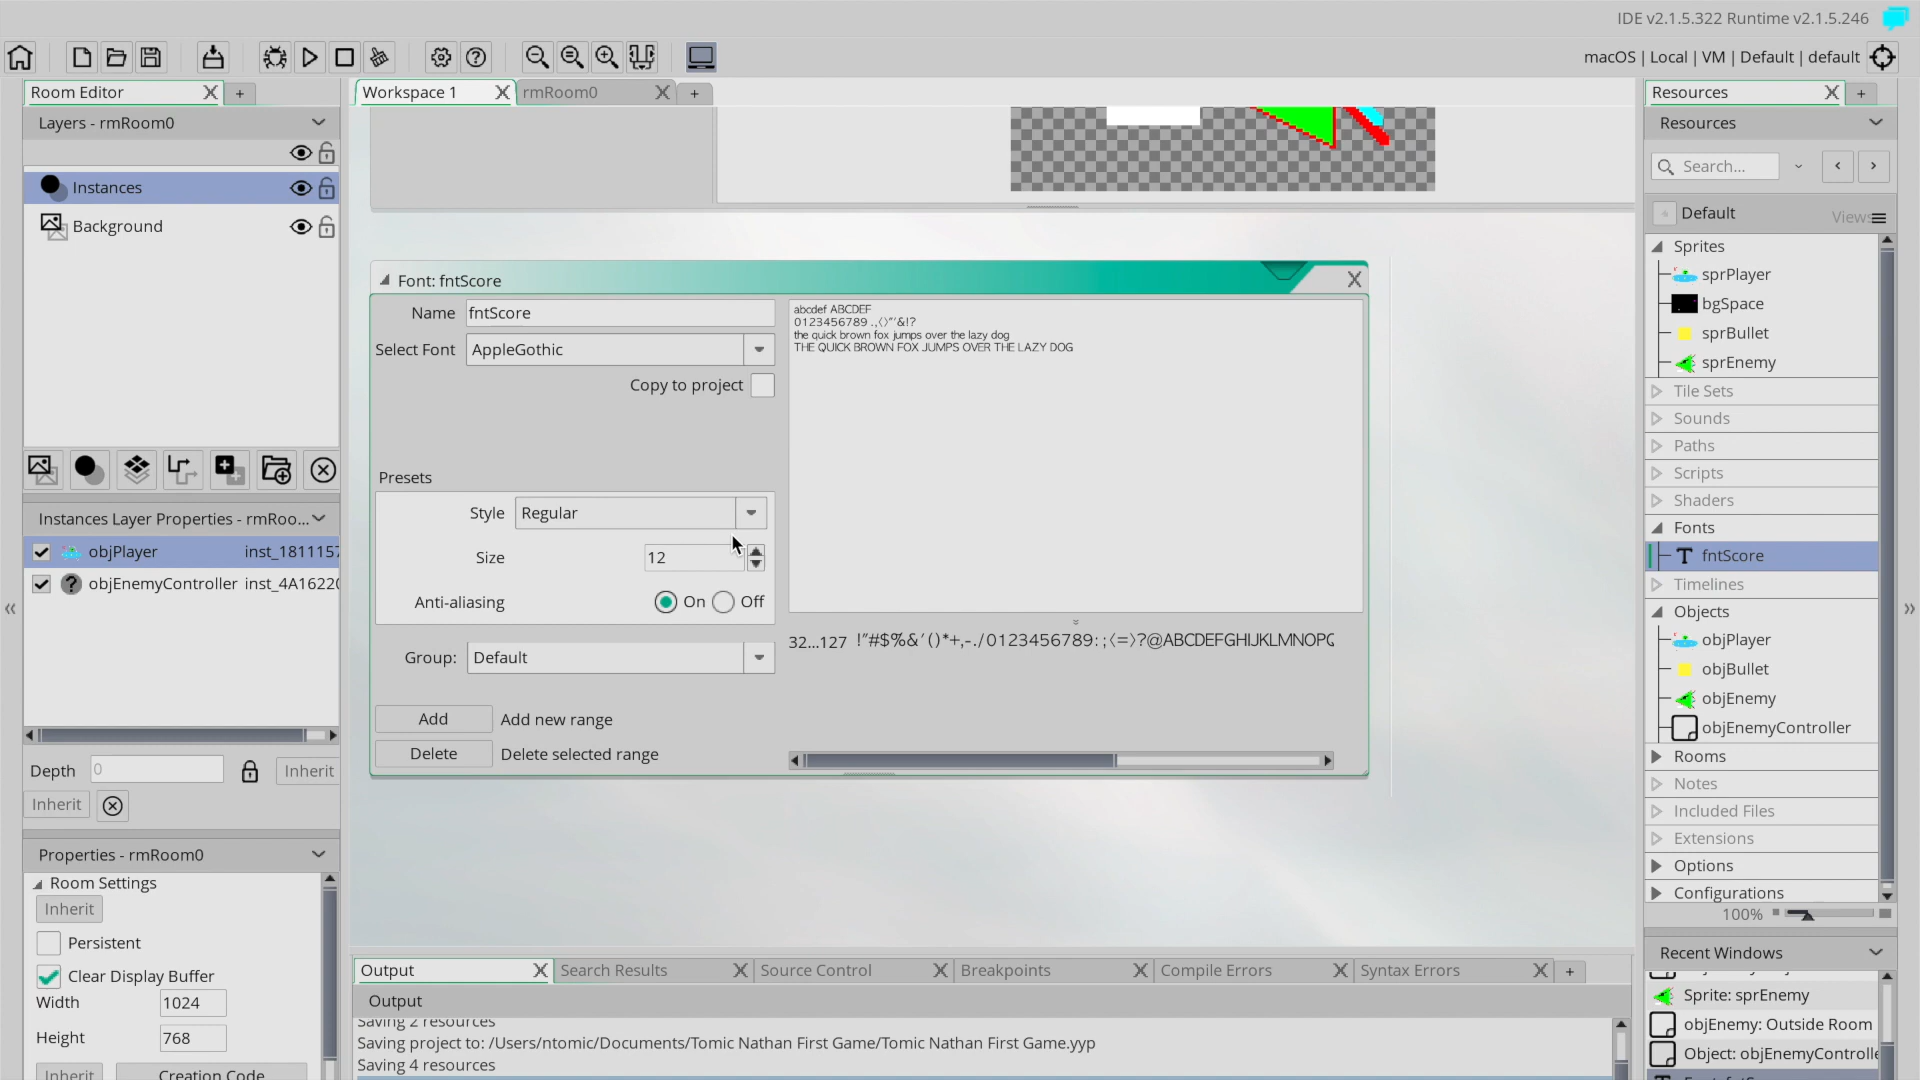 IDE v2.1.5.322 Runtime v2.1.5.246
macOS | Local | VM | Default | default
Room Editor
Workspace 1
rmRoom0
Resources
Layers - rmRoom0
Resources
Search...
Instances
Background
Default
Views
Sprites
sprPlayer
bgSpace
sprBullet
sprEnemy
Tile Sets
Sounds
Paths
Scripts
Shaders
Fonts
fntScore
Timelines
Objects
objPlayer
objBullet
objEnemy
objEnemyController
Rooms
Notes
Included Files
Extensions
Options
Configurations
100%
Font: fntScore
Name fntScore
Select Font AppleGothic
Copy to project
Presets
Style Regular
Size 12
Anti-aliasing On Off
Group: Default
Add Add new range
Delete Delete selected range
abcdef ABCDEF
0123456789 .,<>"'&!?
the quick brown fox jumps over the lazy dog
THE QUICK BROWN FOX JUMPS OVER THE LAZY DOG
32...127 !"#$%&'()*+,-./0123456789:;<=>?@ABCDEFGHIJKLMNOPQ
Instances Layer Properties - rmRoo...
objPlayer inst_1811157
objEnemyController inst_4A1622
Depth 0 Inherit
Inherit
Properties - rmRoom0
Room Settings
Inherit
Persistent
Clear Display Buffer
Width 1024
Height 768
Inherit Creation Code
Output
Search Results
Source Control
Breakpoints
Compile Errors
Syntax Errors
Output
Saving 2 resources
Saving project to: /Users/ntomic/Documents/Tomic Nathan First Game/Tomic Nathan First Game.yyp
Saving 4 resources
Recent Windows
Sprite: sprEnemy
objEnemy: Outside Room
Object: objEnemyControlle